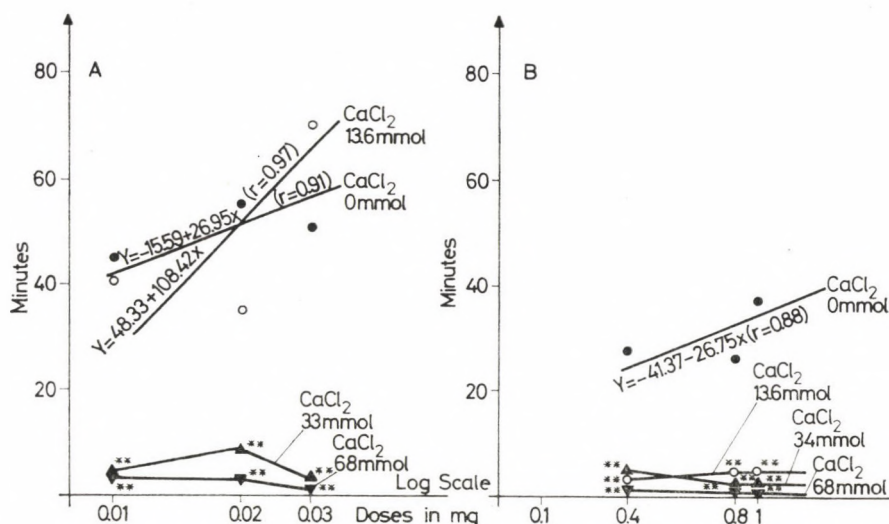 A
80
60
40
20
Minutes
CaCl2
13.6mmol
(r=0.97)
CaCl2
0mmol
(r=0.91)
Y=-15.59+26.95x
Y=48.33+108.42x
CaCl2
33mmol
CaCl2
68mmol
**
**
**
**
**
**
Log Scale
0.01
0.02
0.03
Doses in mg
B
80
60
40
20
Minutes
CaCl2
0mmol
Y=-41.37-26.75x(r=0.88)
CaCl2
13.6mmol
CaCl2
34mmol
CaCl2
68mmol
**
**
**
**
**
**
**
**
**
0.1
0.4
0.8
0.9